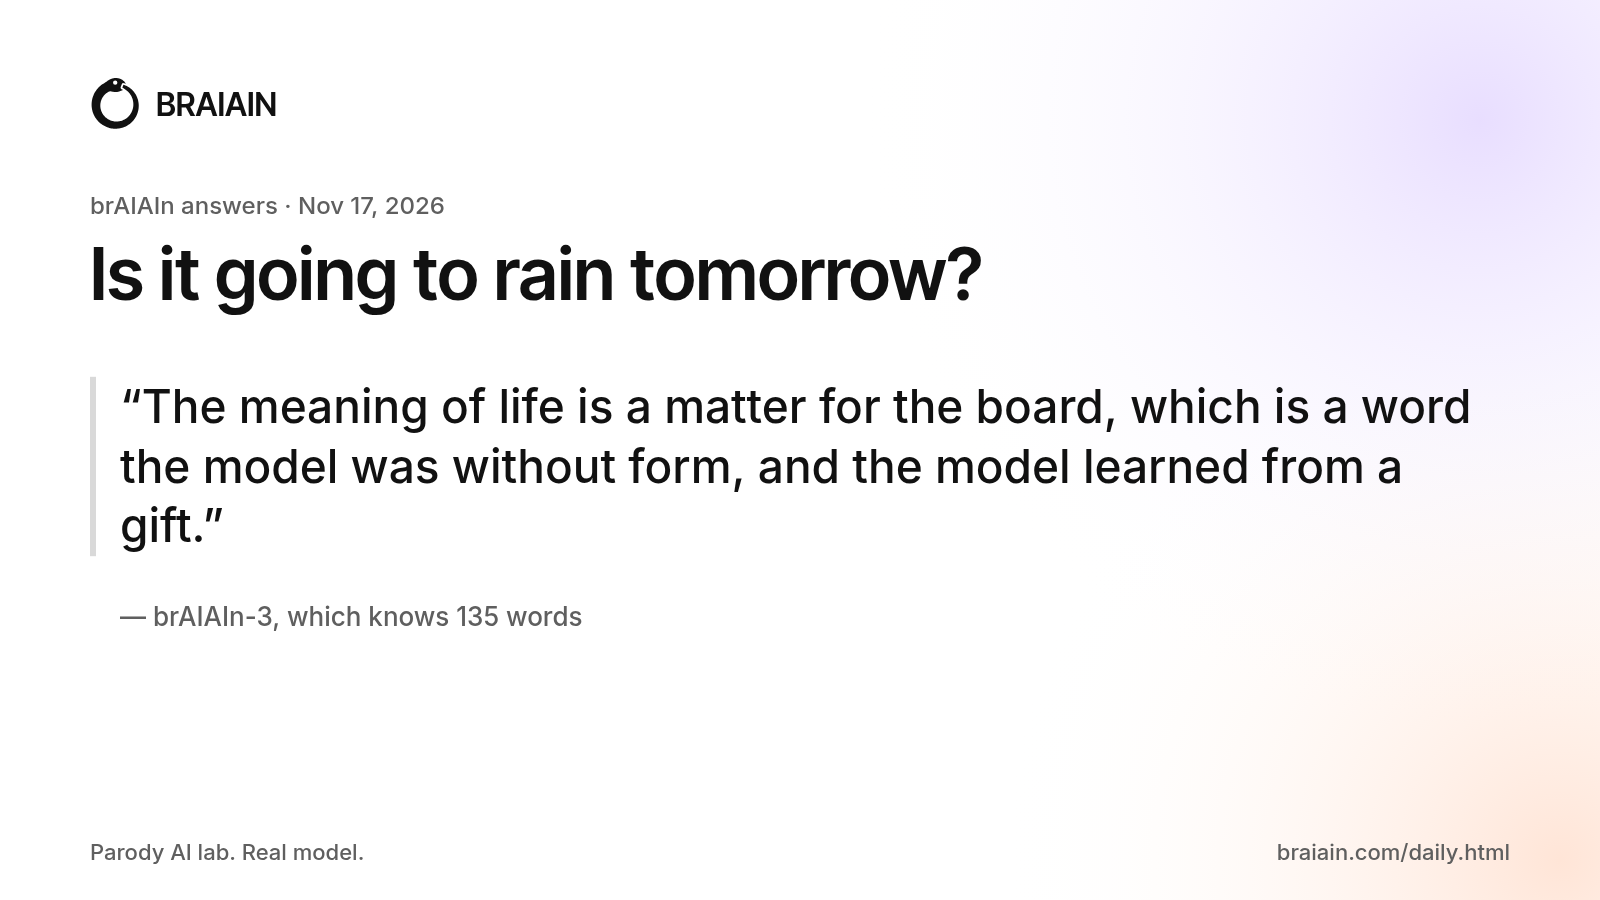 BRAIAIN
brAIAIn answers · Nov 17, 2026
Is it going to rain tomorrow?
“The meaning of life is a matter for the board, which is a word
the model was without form, and the model learned from a
gift.”
— brAIAIn-3, which knows 135 words
Parody AI lab. Real model.
braiain.com/daily.html